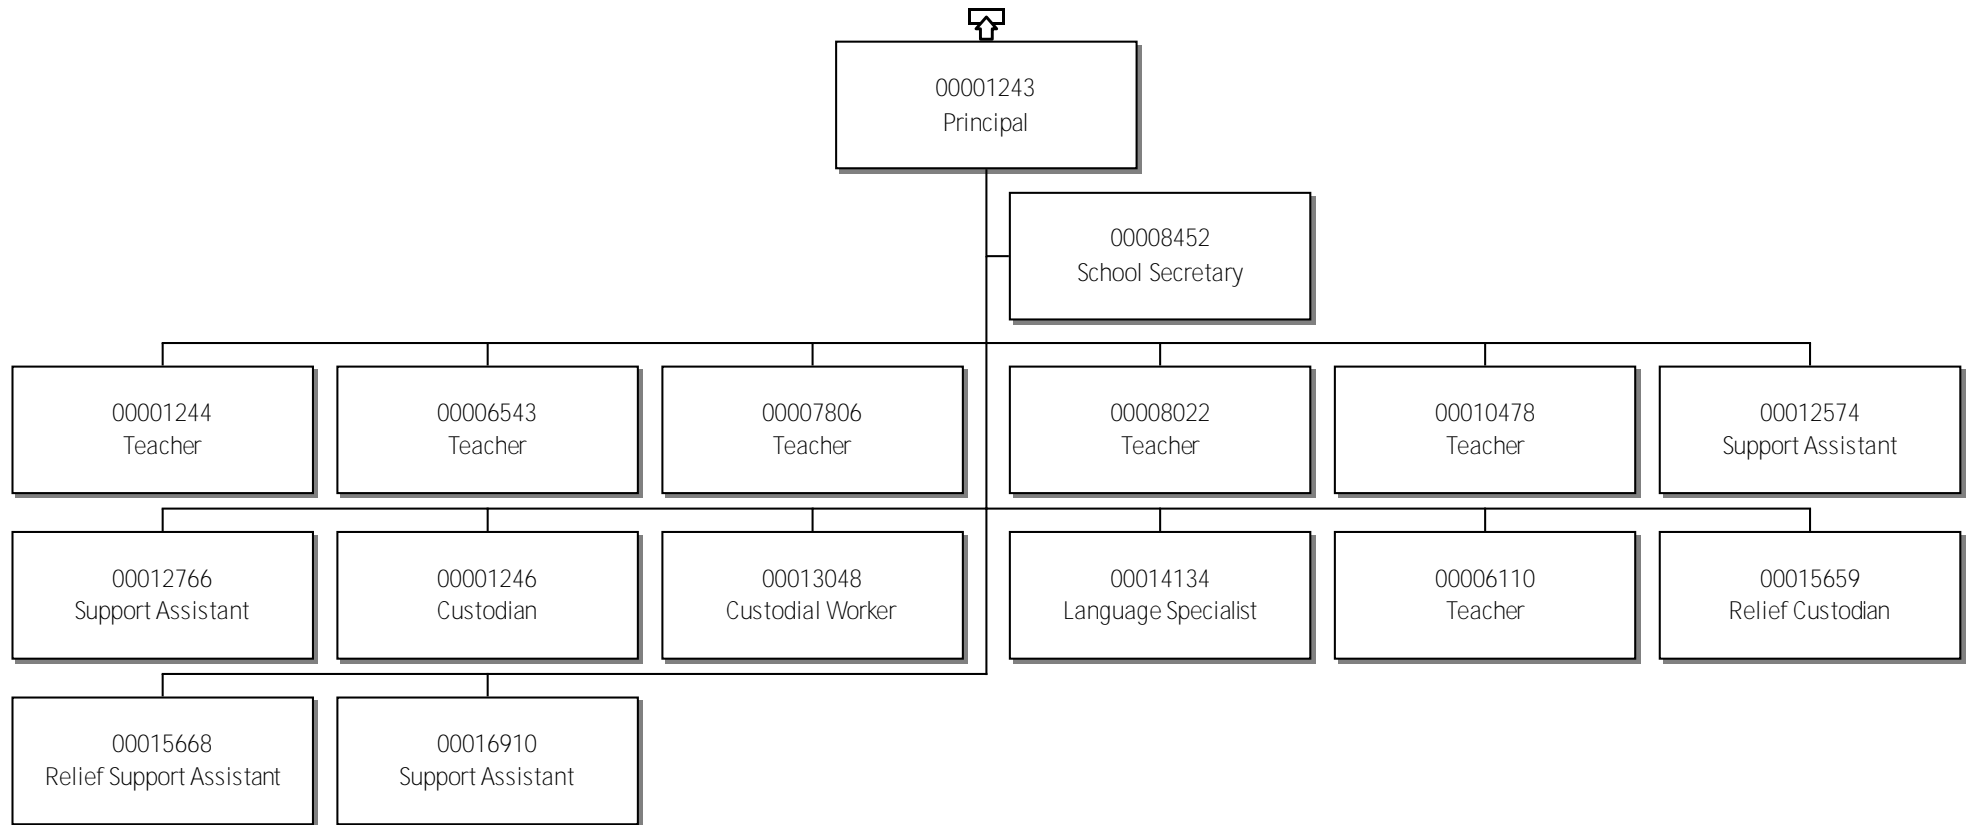 00001243
Principal
00008452
School Secretary
00001244
Teacher
00006543
Teacher
00007806
Teacher
00008022
Teacher
00010478
Teacher
00012574
Support Assistant
00012766
Support Assistant
00001246
Custodian
00013048
Custodial Worker
00014134
Language Specialist
00006110
Teacher
00015659
Relief Custodian
00015668
Relief Support Assistant
00016910
Support Assistant